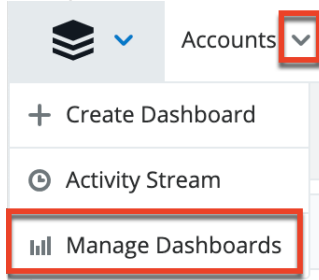 Accounts
Create Dashboard
Activity Stream
Manage Dashboards